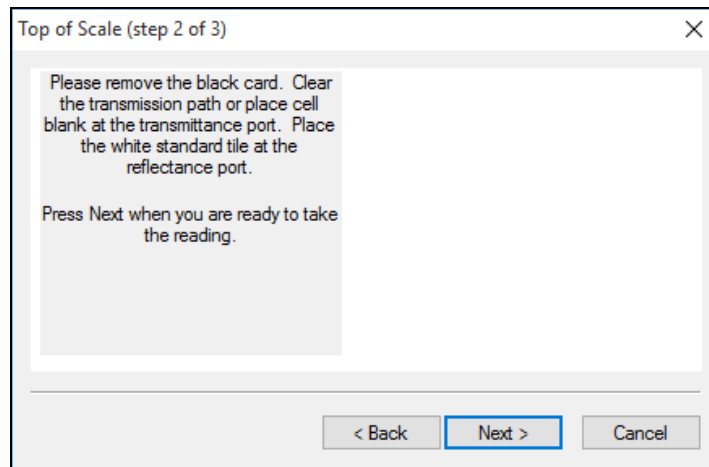 Top of Scale (step 2 of 3)
Please remove the black card.  Clear
the transmission path or place cell
blank at the transmittance port.  Place
the white standard tile at the
reflectance port.
Press Next when you are ready to take
the reading.
< Back
Next >
Cancel